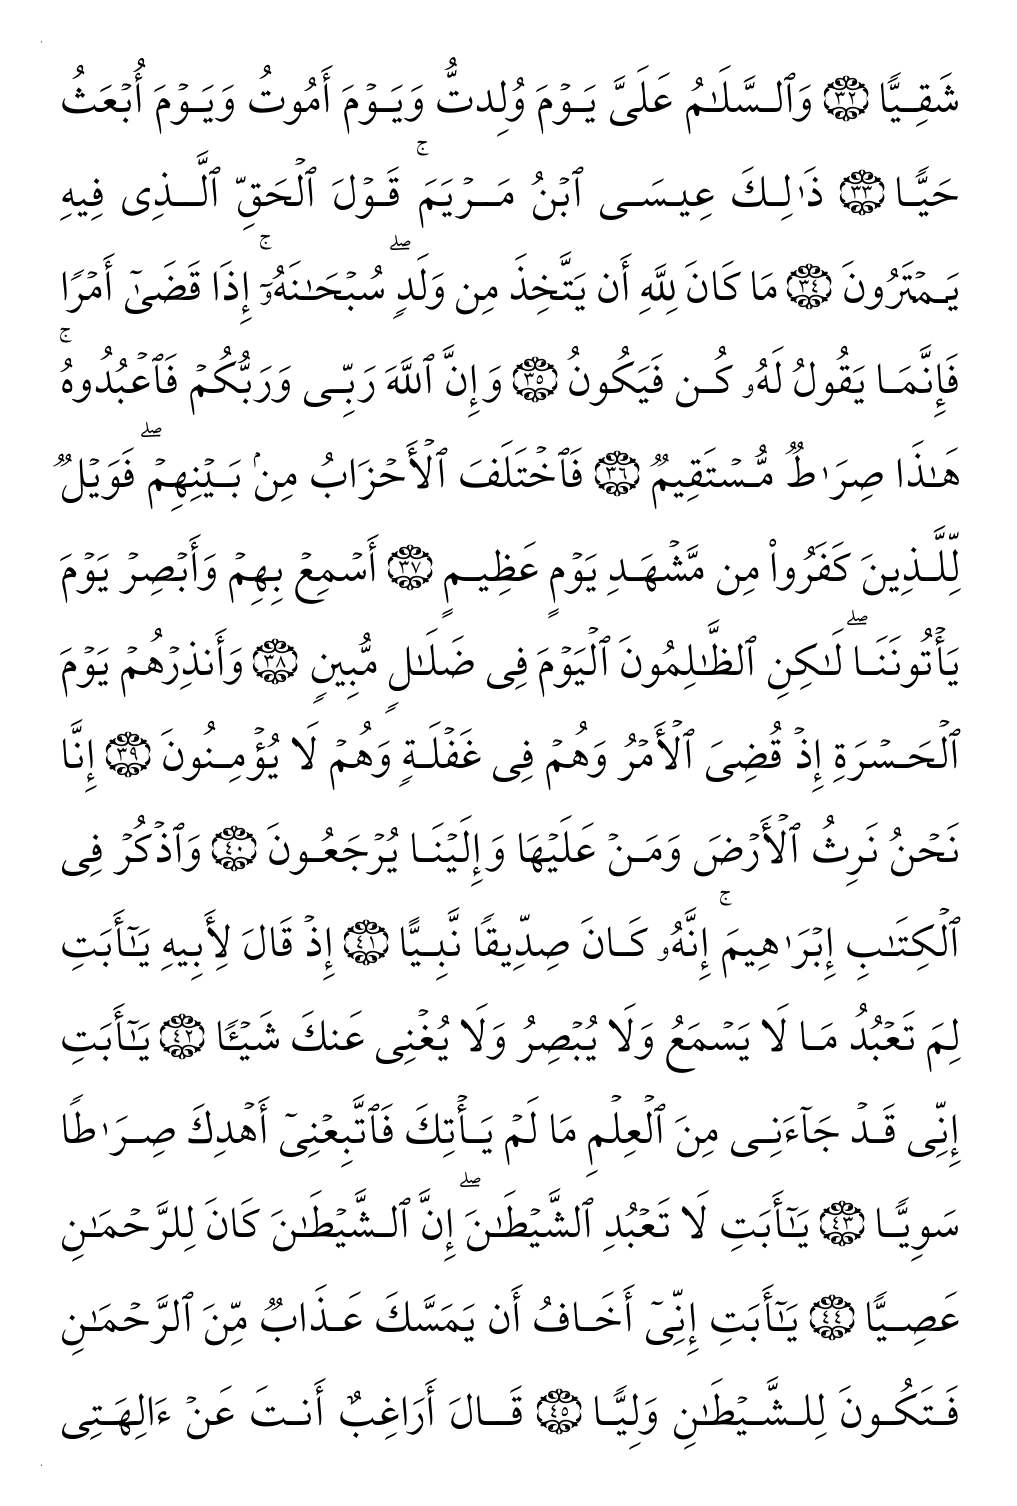 شَقِيًّا ٣٢ وَٱلسَّلَٰمُ عَلَىَّ يَوۡمَ وُلِدتُّ وَيَوۡمَ أَمُوتُ وَيَوۡمَ أُبۡعَثُ
حَيًّا ٣٣ ذَٰلِكَ عِيسَى ٱبۡنُ مَرۡيَمَۚ قَوۡلَ ٱلۡحَقِّ ٱلَّذِى فِيهِ
يَمۡتَرُونَ ٣٤ مَا كَانَ لِلَّهِ أَن يَتَّخِذَ مِن وَلَدٖۖ سُبۡحَٰنَهُۥٓۚ إِذَا قَضَىٰٓ أَمۡرٗا
فَإِنَّمَا يَقُولُ لَهُۥ كُن فَيَكُونُ ٣٥ وَإِنَّ ٱللَّهَ رَبِّى وَرَبُّكُمۡ فَٱعۡبُدُوهُۚ
هَٰذَا صِرَٰطٞ مُّسۡتَقِيمٞ ٣٦ فَٱخۡتَلَفَ ٱلۡأَحۡزَابُ مِنۢ بَيۡنِهِمۡۖ فَوَيۡلٞ
لِّلَّذِينَ كَفَرُواْ مِن مَّشۡهَدِ يَوۡمٍ عَظِيمٍ ٣٧ أَسۡمِعۡ بِهِمۡ وَأَبۡصِرۡ يَوۡمَ
يَأۡتُونَنَاۖ لَٰكِنِ ٱلظَّٰلِمُونَ ٱلۡيَوۡمَ فِى ضَلَٰلٖ مُّبِينٖ ٣٨ وَأَنذِرۡهُمۡ يَوۡمَ
ٱلۡحَسۡرَةِ إِذۡ قُضِىَ ٱلۡأَمۡرُ وَهُمۡ فِى غَفۡلَةٖ وَهُمۡ لَا يُؤۡمِنُونَ ٣٩ إِنَّا
نَحۡنُ نَرِثُ ٱلۡأَرۡضَ وَمَنۡ عَلَيۡهَا وَإِلَيۡنَا يُرۡجَعُونَ ٤٠ وَٱذۡكُرۡ فِى
ٱلۡكِتَٰبِ إِبۡرَٰهِيمَۚ إِنَّهُۥ كَانَ صِدِّيقٗا نَّبِيًّا ٤١ إِذۡ قَالَ لِأَبِيهِ يَٰٓأَبَتِ
لِمَ تَعۡبُدُ مَا لَا يَسۡمَعُ وَلَا يُبۡصِرُ وَلَا يُغۡنِى عَنكَ شَيۡـٔٗا ٤٢ يَٰٓأَبَتِ
إِنِّى قَدۡ جَآءَنِى مِنَ ٱلۡعِلۡمِ مَا لَمۡ يَأۡتِكَ فَٱتَّبِعۡنِىٓ أَهۡدِكَ صِرَٰطٗا
سَوِيًّا ٤٣ يَٰٓأَبَتِ لَا تَعۡبُدِ ٱلشَّيۡطَٰنَۖ إِنَّ ٱلشَّيۡطَٰنَ كَانَ لِلرَّحۡمَٰنِ
عَصِيًّا ٤٤ يَٰٓأَبَتِ إِنِّىٓ أَخَافُ أَن يَمَسَّكَ عَذَابٞ مِّنَ ٱلرَّحۡمَٰنِ
فَتَكُونَ لِلشَّيۡطَٰنِ وَلِيًّا ٤٥ قَالَ أَرَاغِبٌ أَنتَ عَنۡ ءَالِهَتِى